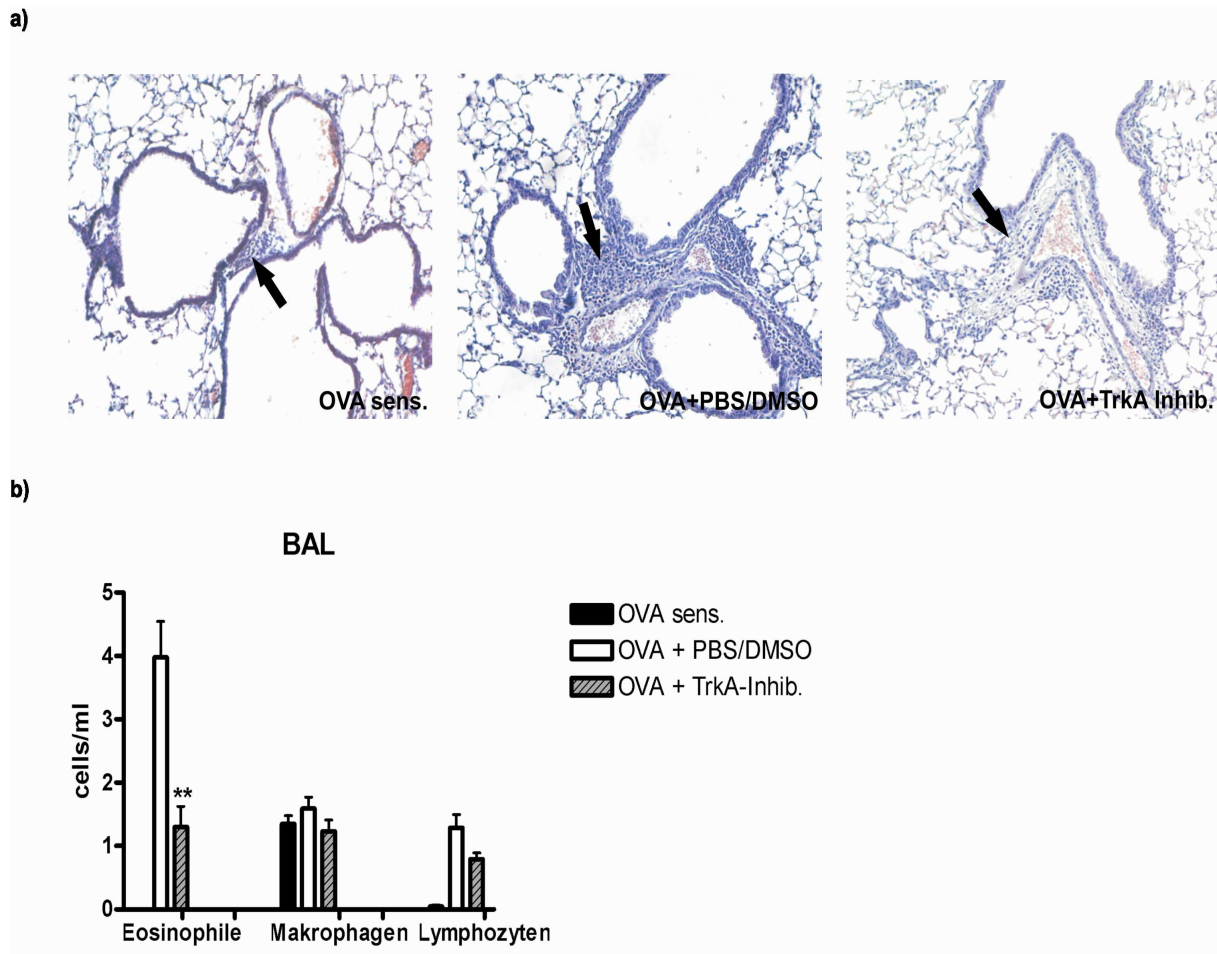 a)
OVA sens.
OVA+PBS/DMSO
OVA+TrkA Inhib.
b)
BAL
cells/ml
5
4
3
2
1
0
**
Eosinophile
Makrophagen
Lymphozyten
OVA sens.
OVA + PBS/DMSO
OVA + TrkA-Inhib.